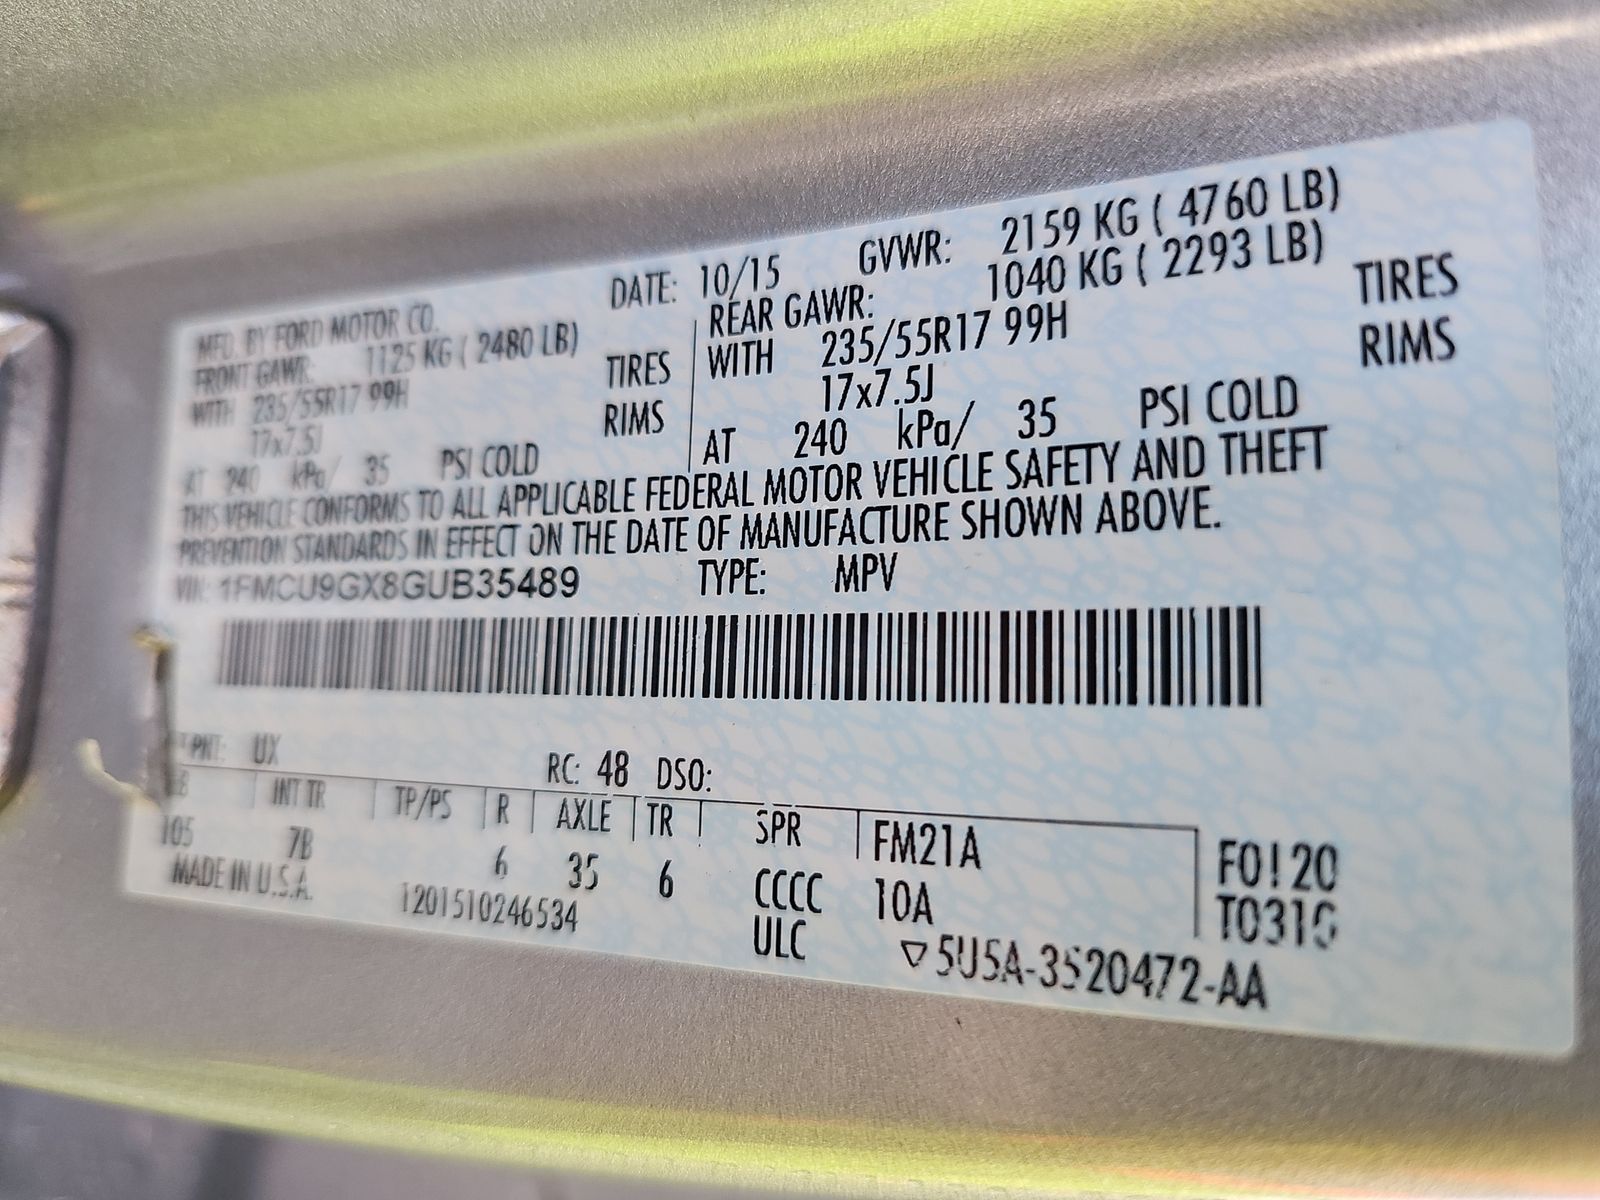 MFD. BY FORD MOTOR CO. DATE: 10/15 GVWR: 2159 KG ( 4760 LB)
FRONT GAWR: 1125 KG ( 2480 LB) REAR GAWR: 1040 KG ( 2293 LB)
WITH 235/55R17 99H TIRES WITH 235/55R17 99H TIRES
17x7.5J RIMS 17x7.5J RIMS
AT 240 kPa/ 35 PSI COLD AT 240 kPa/ 35 PSI COLD
THIS VEHICLE CONFORMS TO ALL APPLICABLE FEDERAL MOTOR VEHICLE SAFETY AND THEFT
PREVENTION STANDARDS IN EFFECT ON THE DATE OF MANUFACTURE SHOWN ABOVE.
VIN: 1FMCU9GX8GUB35489 TYPE: MPV
PNT: UX RC: 48 DSO:
INT TR TP/PS R AXLE TR SPR FM21A F0!20
105 7B 6 35 6 CCCC 10A T0310
MADE IN U.S.A. 1201510246534 ULC ▽5U5A-3520472-AA